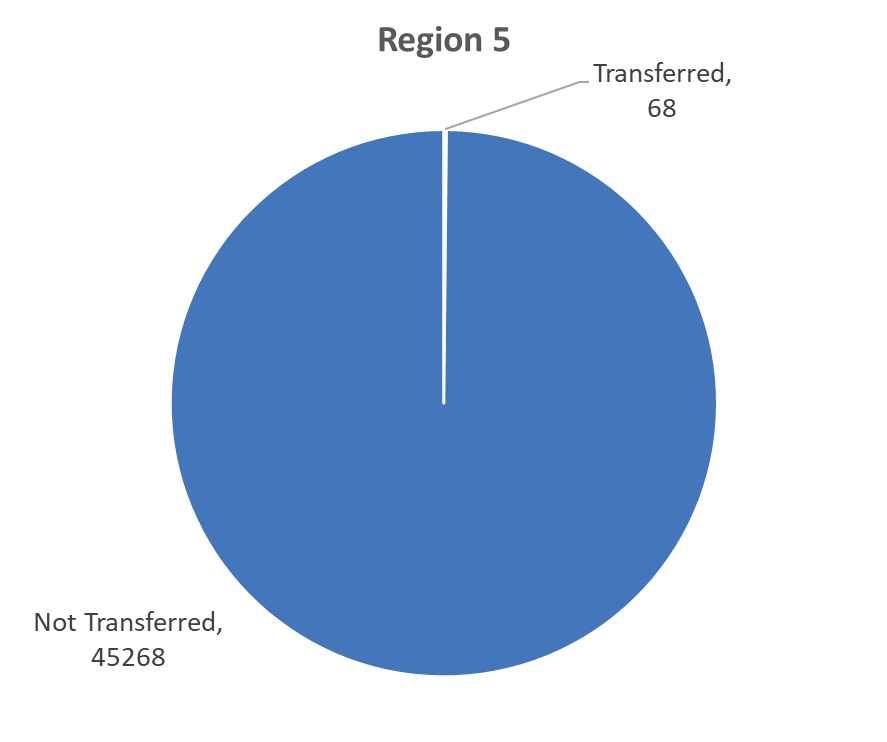 Region 5
Transferred,
68
Not Transferred,
45268